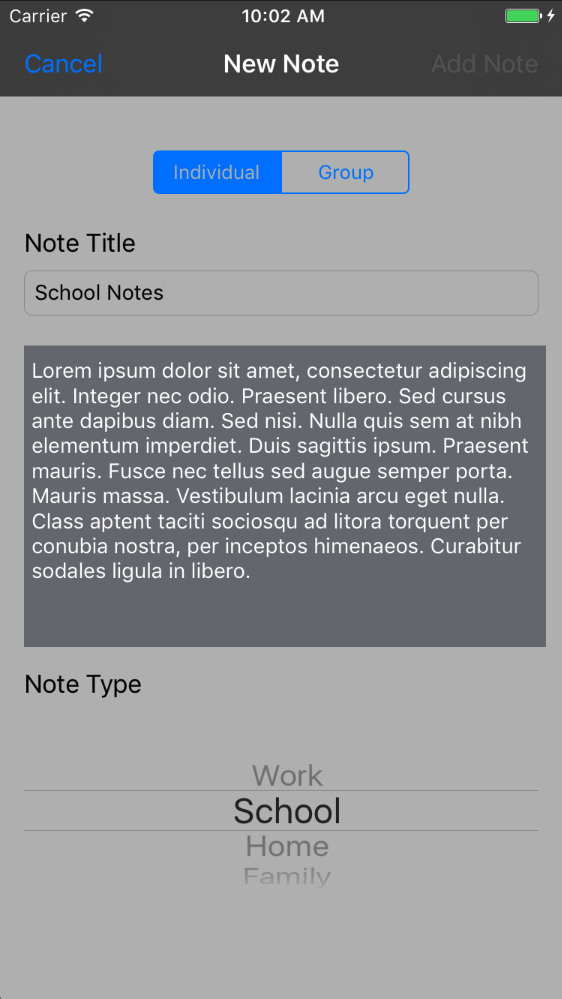 Carrier 10:02 AM
Cancel New Note Add Note
Individual Group
Note Title
School Notes
Lorem ipsum dolor sit amet, consectetur adipiscing
elit. Integer nec odio. Praesent libero. Sed cursus
ante dapibus diam. Sed nisi. Nulla quis sem at nibh
elementum imperdiet. Duis sagittis ipsum. Praesent
mauris. Fusce nec tellus sed augue semper porta.
Mauris massa. Vestibulum lacinia arcu eget nulla.
Class aptent taciti sociosqu ad litora torquent per
conubia nostra, per inceptos himenaeos. Curabitur
sodales ligula in libero.
Note Type
Work
School
Home
Family